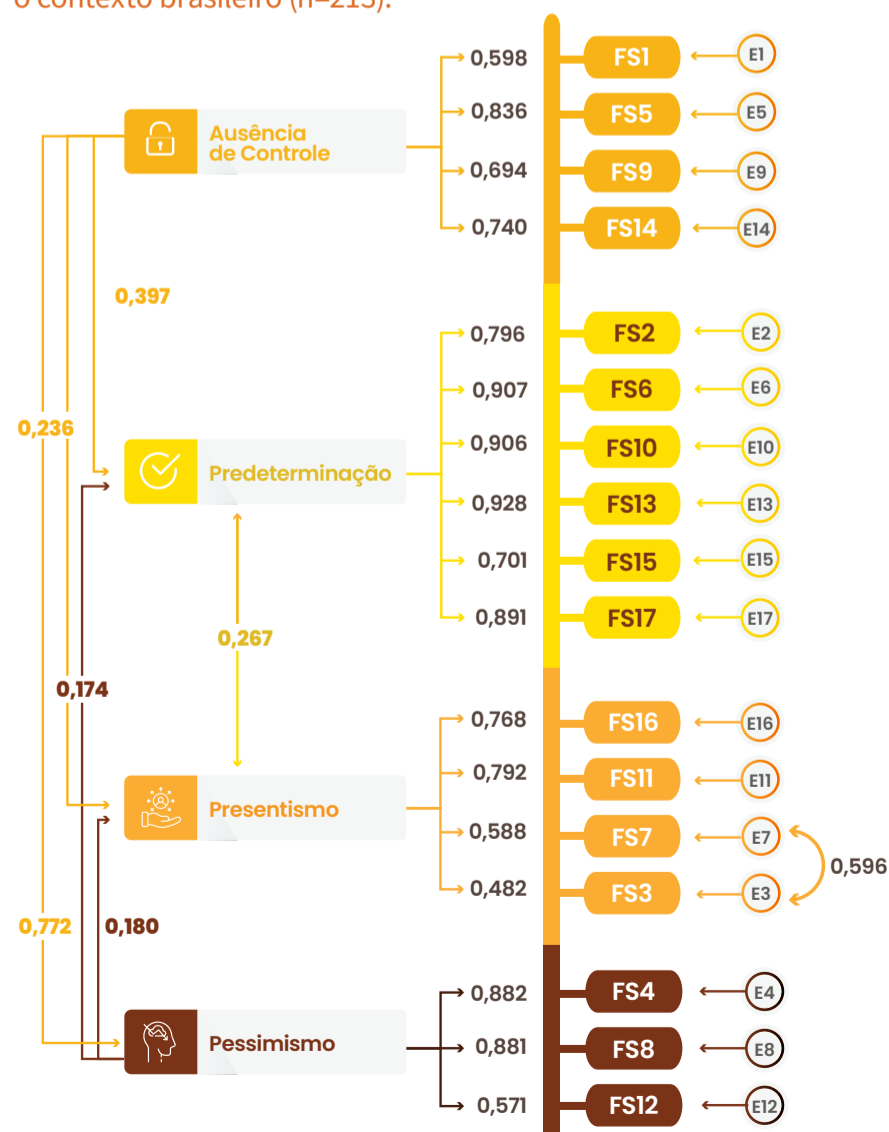 o contexto brasileiro (n=213).
0,598 FS1 E1
0,836 FS5 E5
Ausência
de Controle
0,694 FS9 E9
0,740 FS14 E14
0,397
0,796 FS2 E2
0,907 FS6 E6
0,236
0,906 FS10 E10
Predeterminação
0,928 FS13 E13
0,701 FS15 E15
0,891 FS17 E17
0,267
0,174
0,768 FS16 E16
0,792 FS11 E11
Presentismo
0,588 FS7 E7
0,596
0,482 FS3 E3
0,772 0,180
0,882 FS4 E4
Pessimismo
0,881 FS8 E8
0,571 FS12 E12